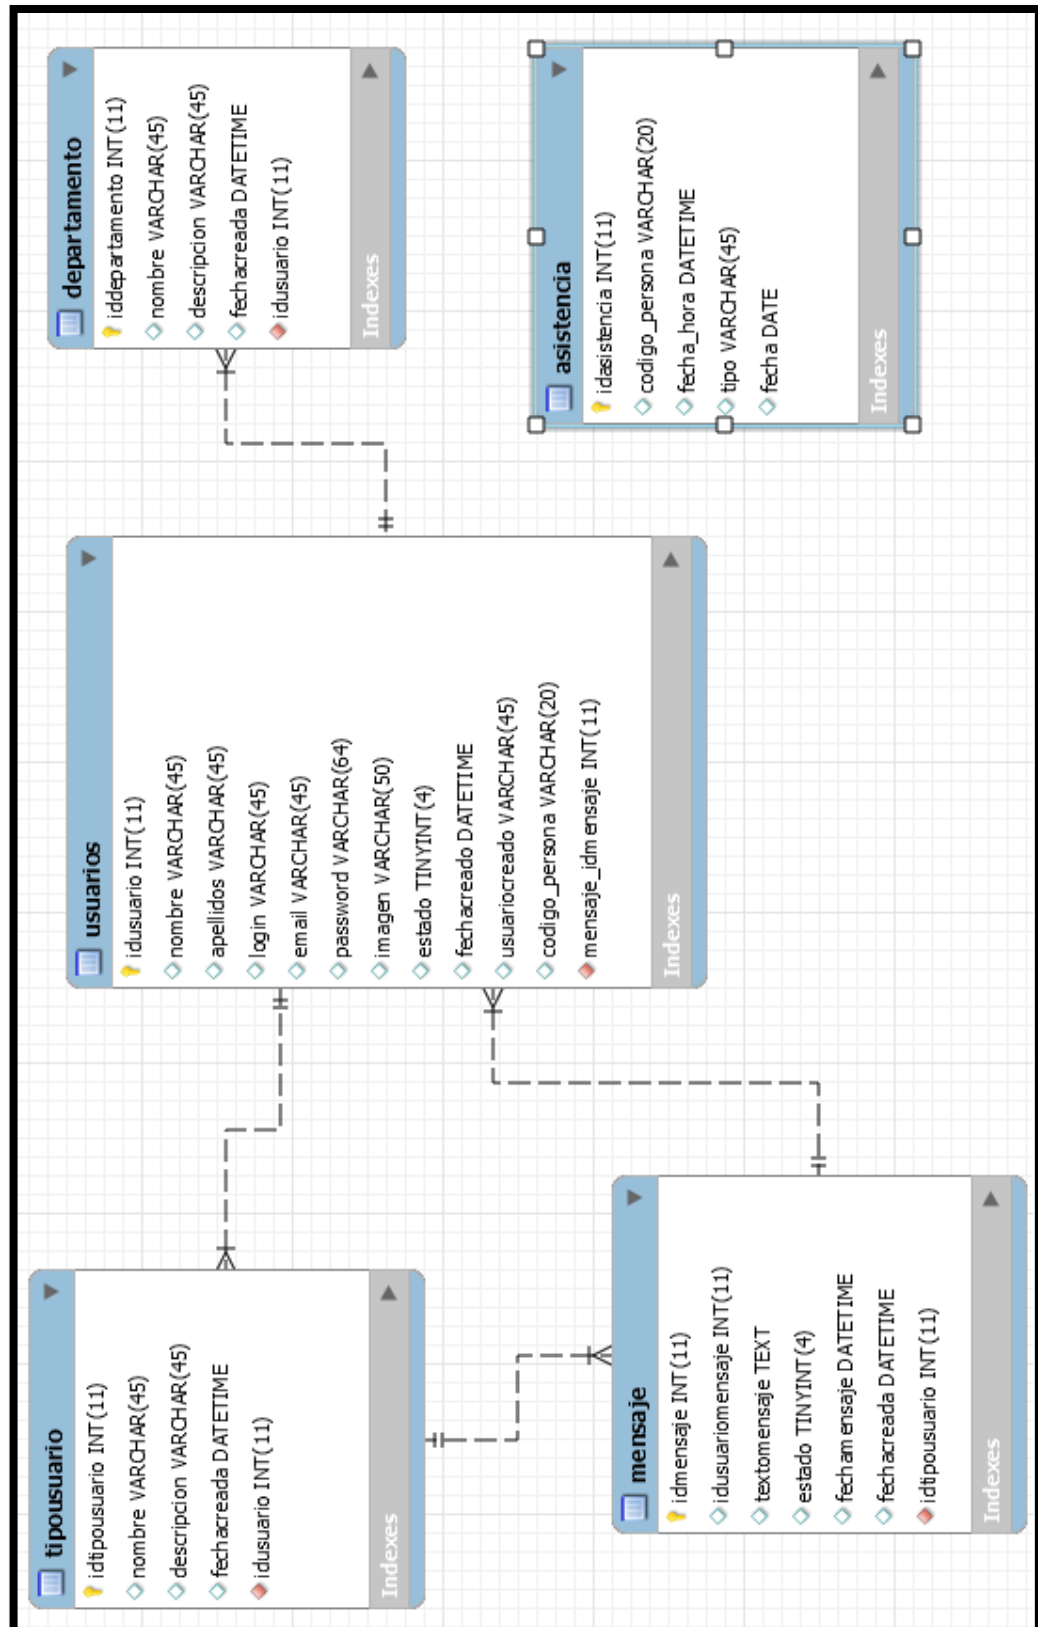 tipousuario
idtipousuario INT(11)
nombre VARCHAR(45)
descripcion VARCHAR(45)
fechacreada DATETIME
idusuario INT(11)
Indexes
usuarios
idusuario INT(11)
nombre VARCHAR(45)
apellidos VARCHAR(45)
login VARCHAR(45)
email VARCHAR(45)
password VARCHAR(64)
imagen VARCHAR(50)
estado TINYINT(4)
fechacreado DATETIME
usuariocreado VARCHAR(45)
codigo_persona VARCHAR(20)
mensaje_idmensaje INT(11)
Indexes
departamento
iddepartamento INT(11)
nombre VARCHAR(45)
descripcion VARCHAR(45)
fechacreada DATETIME
idusuario INT(11)
Indexes
mensaje
idmensaje INT(11)
idusuariomensaje INT(11)
textomensaje TEXT
estado TINYINT(4)
fechamensaje DATETIME
fechacreada DATETIME
idtipousuario INT(11)
Indexes
asistencia
idasistencia INT(11)
codigo_persona VARCHAR(20)
fecha_hora DATETIME
tipo VARCHAR(45)
fecha DATE
Indexes